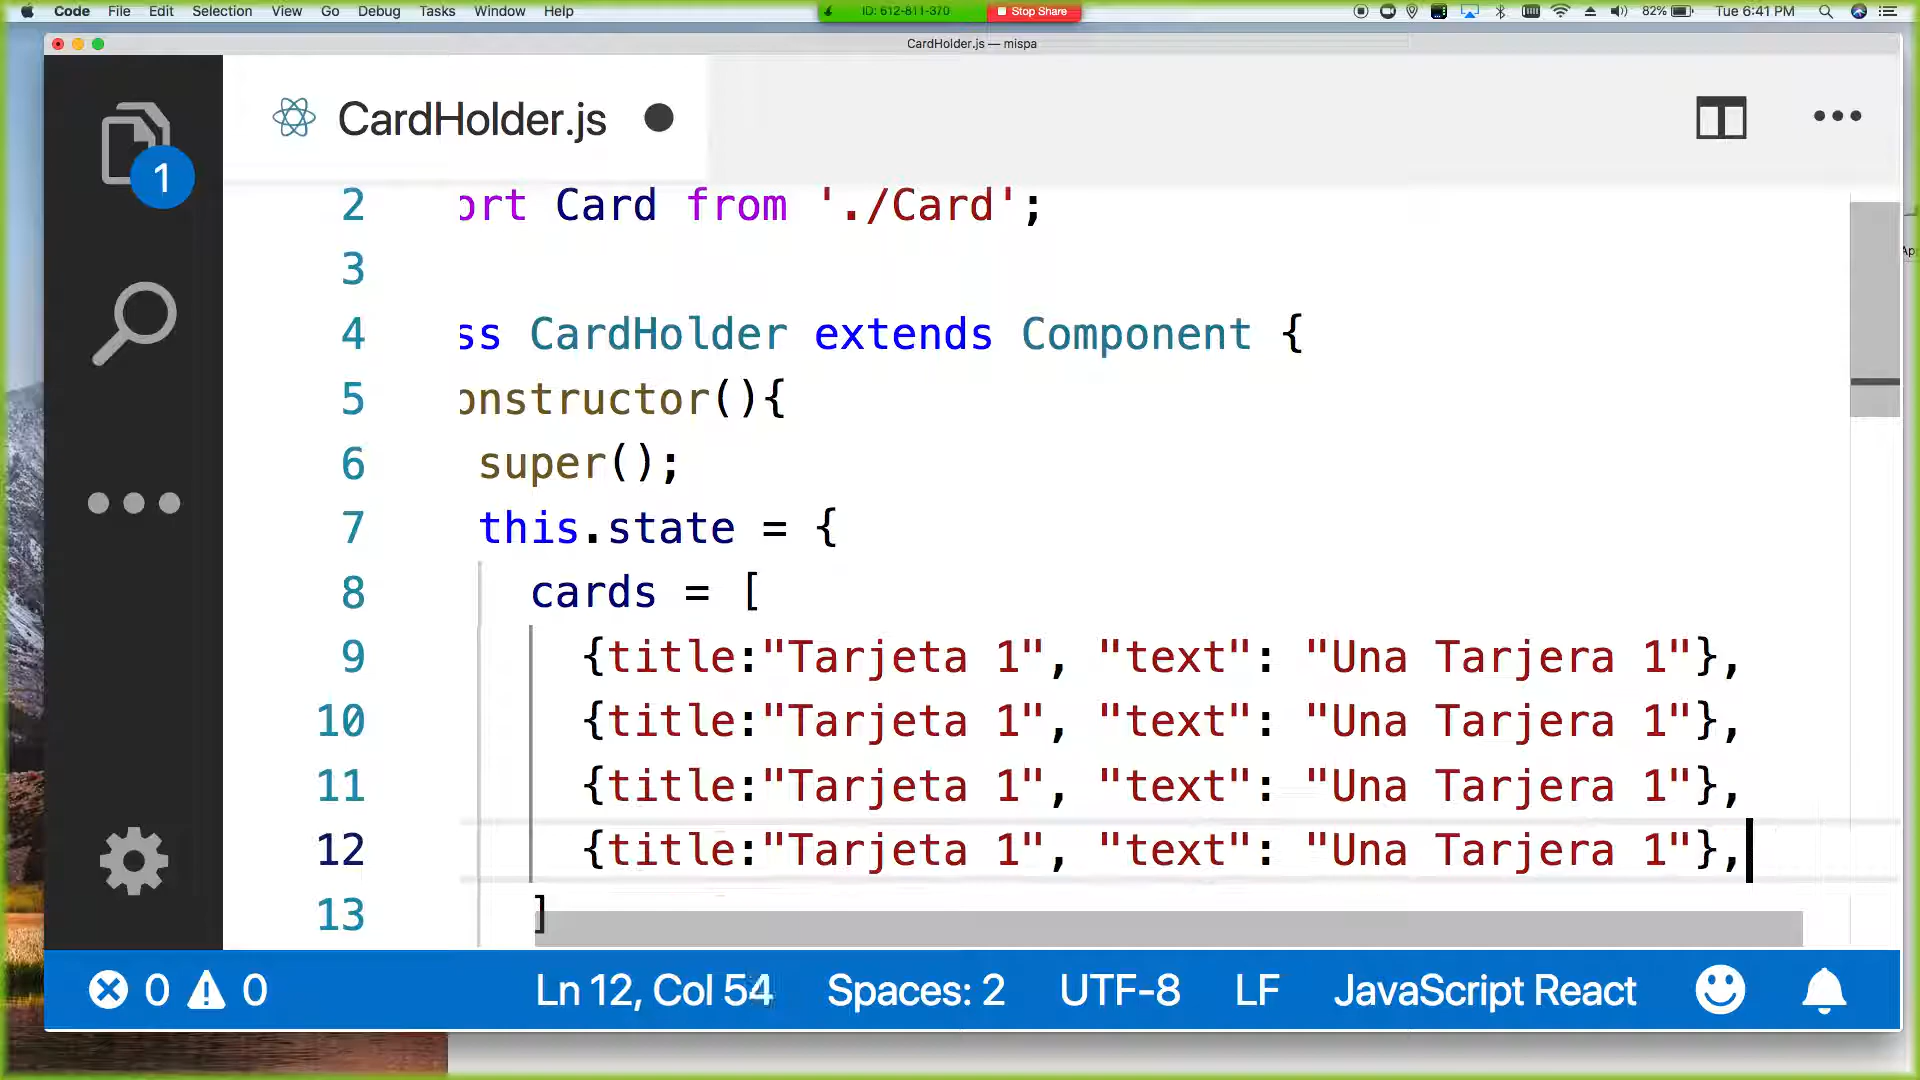 Code File Edit Selection View Go Debug Tasks Window Help ID: 612-811-370 Stop Share 82% Tue 6:41 PM
CardHolder.js — mispa
CardHolder.js
1
2 ort Card from './Card';
3
4 ss CardHolder extends Component {
5 onstructor(){
6 super();
7 this.state = {
8 cards = [
9 {title:"Tarjeta 1", "text": "Una Tarjera 1"},
10 {title:"Tarjeta 1", "text": "Una Tarjera 1"},
11 {title:"Tarjeta 1", "text": "Una Tarjera 1"},
12 {title:"Tarjeta 1", "text": "Una Tarjera 1"},
13 ]
0 0 Ln 12, Col 54 Spaces: 2 UTF-8 LF JavaScript React